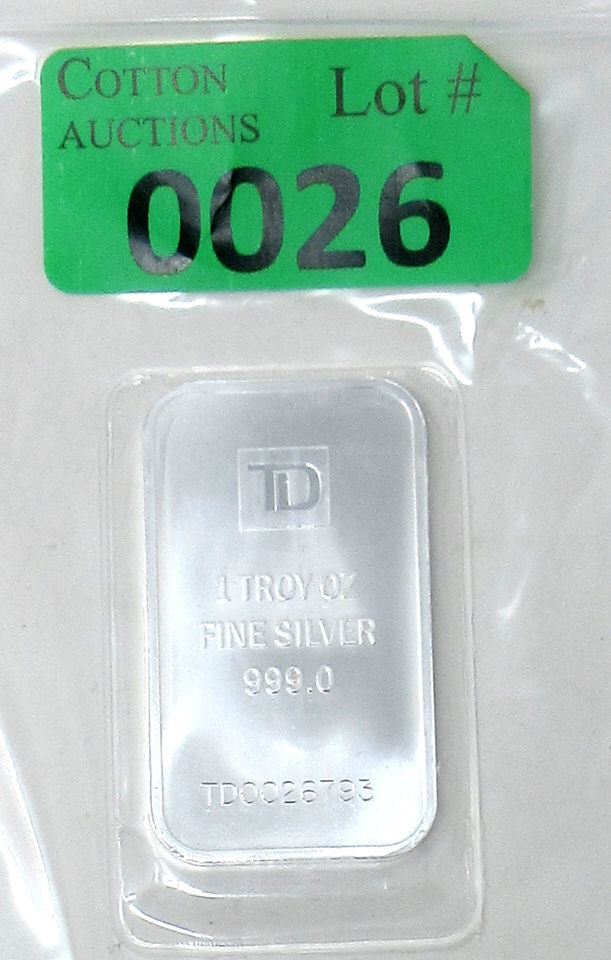 COTTON
AUCTIONS
Lot #
0026
TD
1 TROY OZ
FINE SILVER
999.0
TD0026793